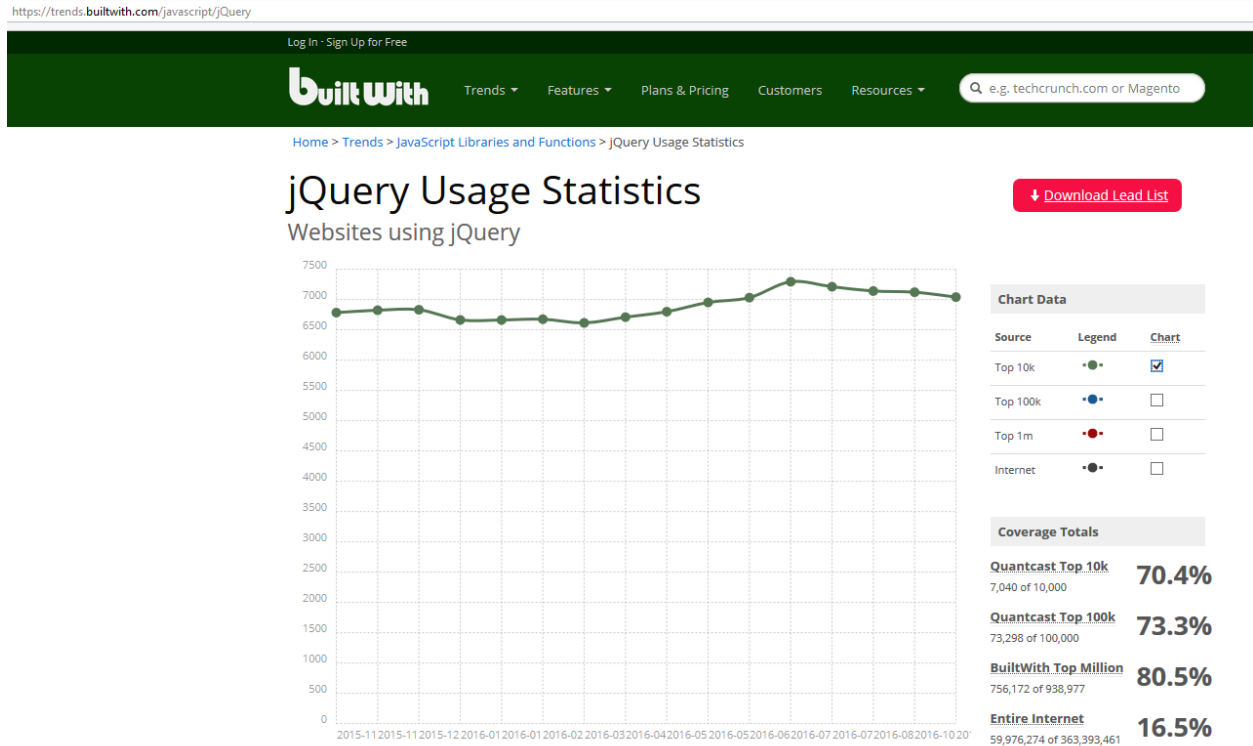 https://trends.builtwith.com/javascript/jQuery
Log In · Sign Up for Free
builtWith
Trends
Features
Plans & Pricing
Customers
Resources
e.g. techcrunch.com or Magento
Home > Trends > JavaScript Libraries and Functions > jQuery Usage Statistics
jQuery Usage Statistics
Download Lead List
Websites using jQuery
7500
7000
6500
6000
5500
5000
4500
4000
3500
3000
2500
2000
1500
1000
500
0
2015-11 2015-11 2015-12 2016-01 2016-01 2016-02 2016-03 2016-04 2016-05 2016-05 2016-06 2016-07 2016-07 2016-08 2016-10 20
Chart Data
Source Legend Chart
Top 10k
Top 100k
Top 1m
Internet
Coverage Totals
Quantcast Top 10k 70.4%
7,040 of 10,000
Quantcast Top 100k 73.3%
73,298 of 100,000
BuiltWith Top Million 80.5%
756,172 of 938,977
Entire Internet 16.5%
59,976,274 of 363,393,461